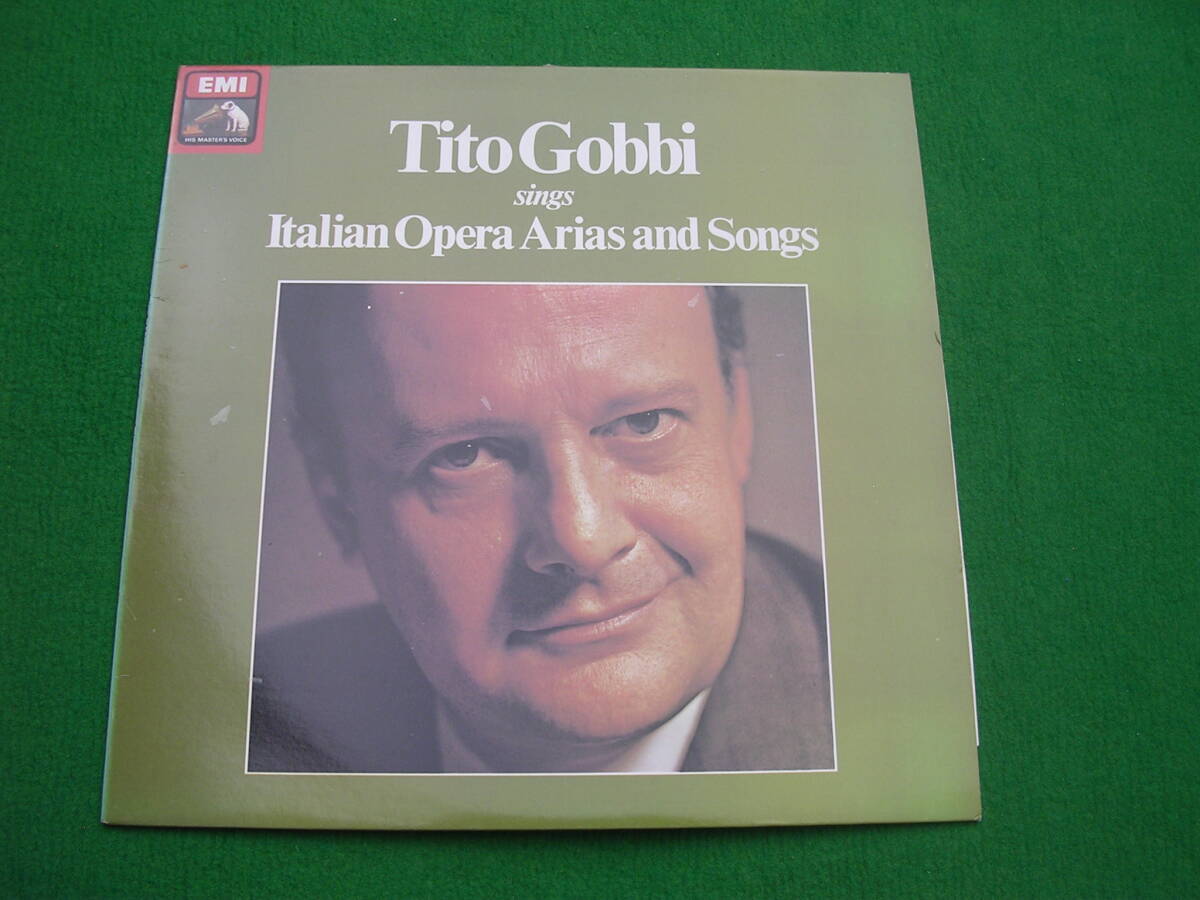 EMI
HIS MASTER'S VOICE
Tito Gobbi
sings
Italian Opera Arias and Songs